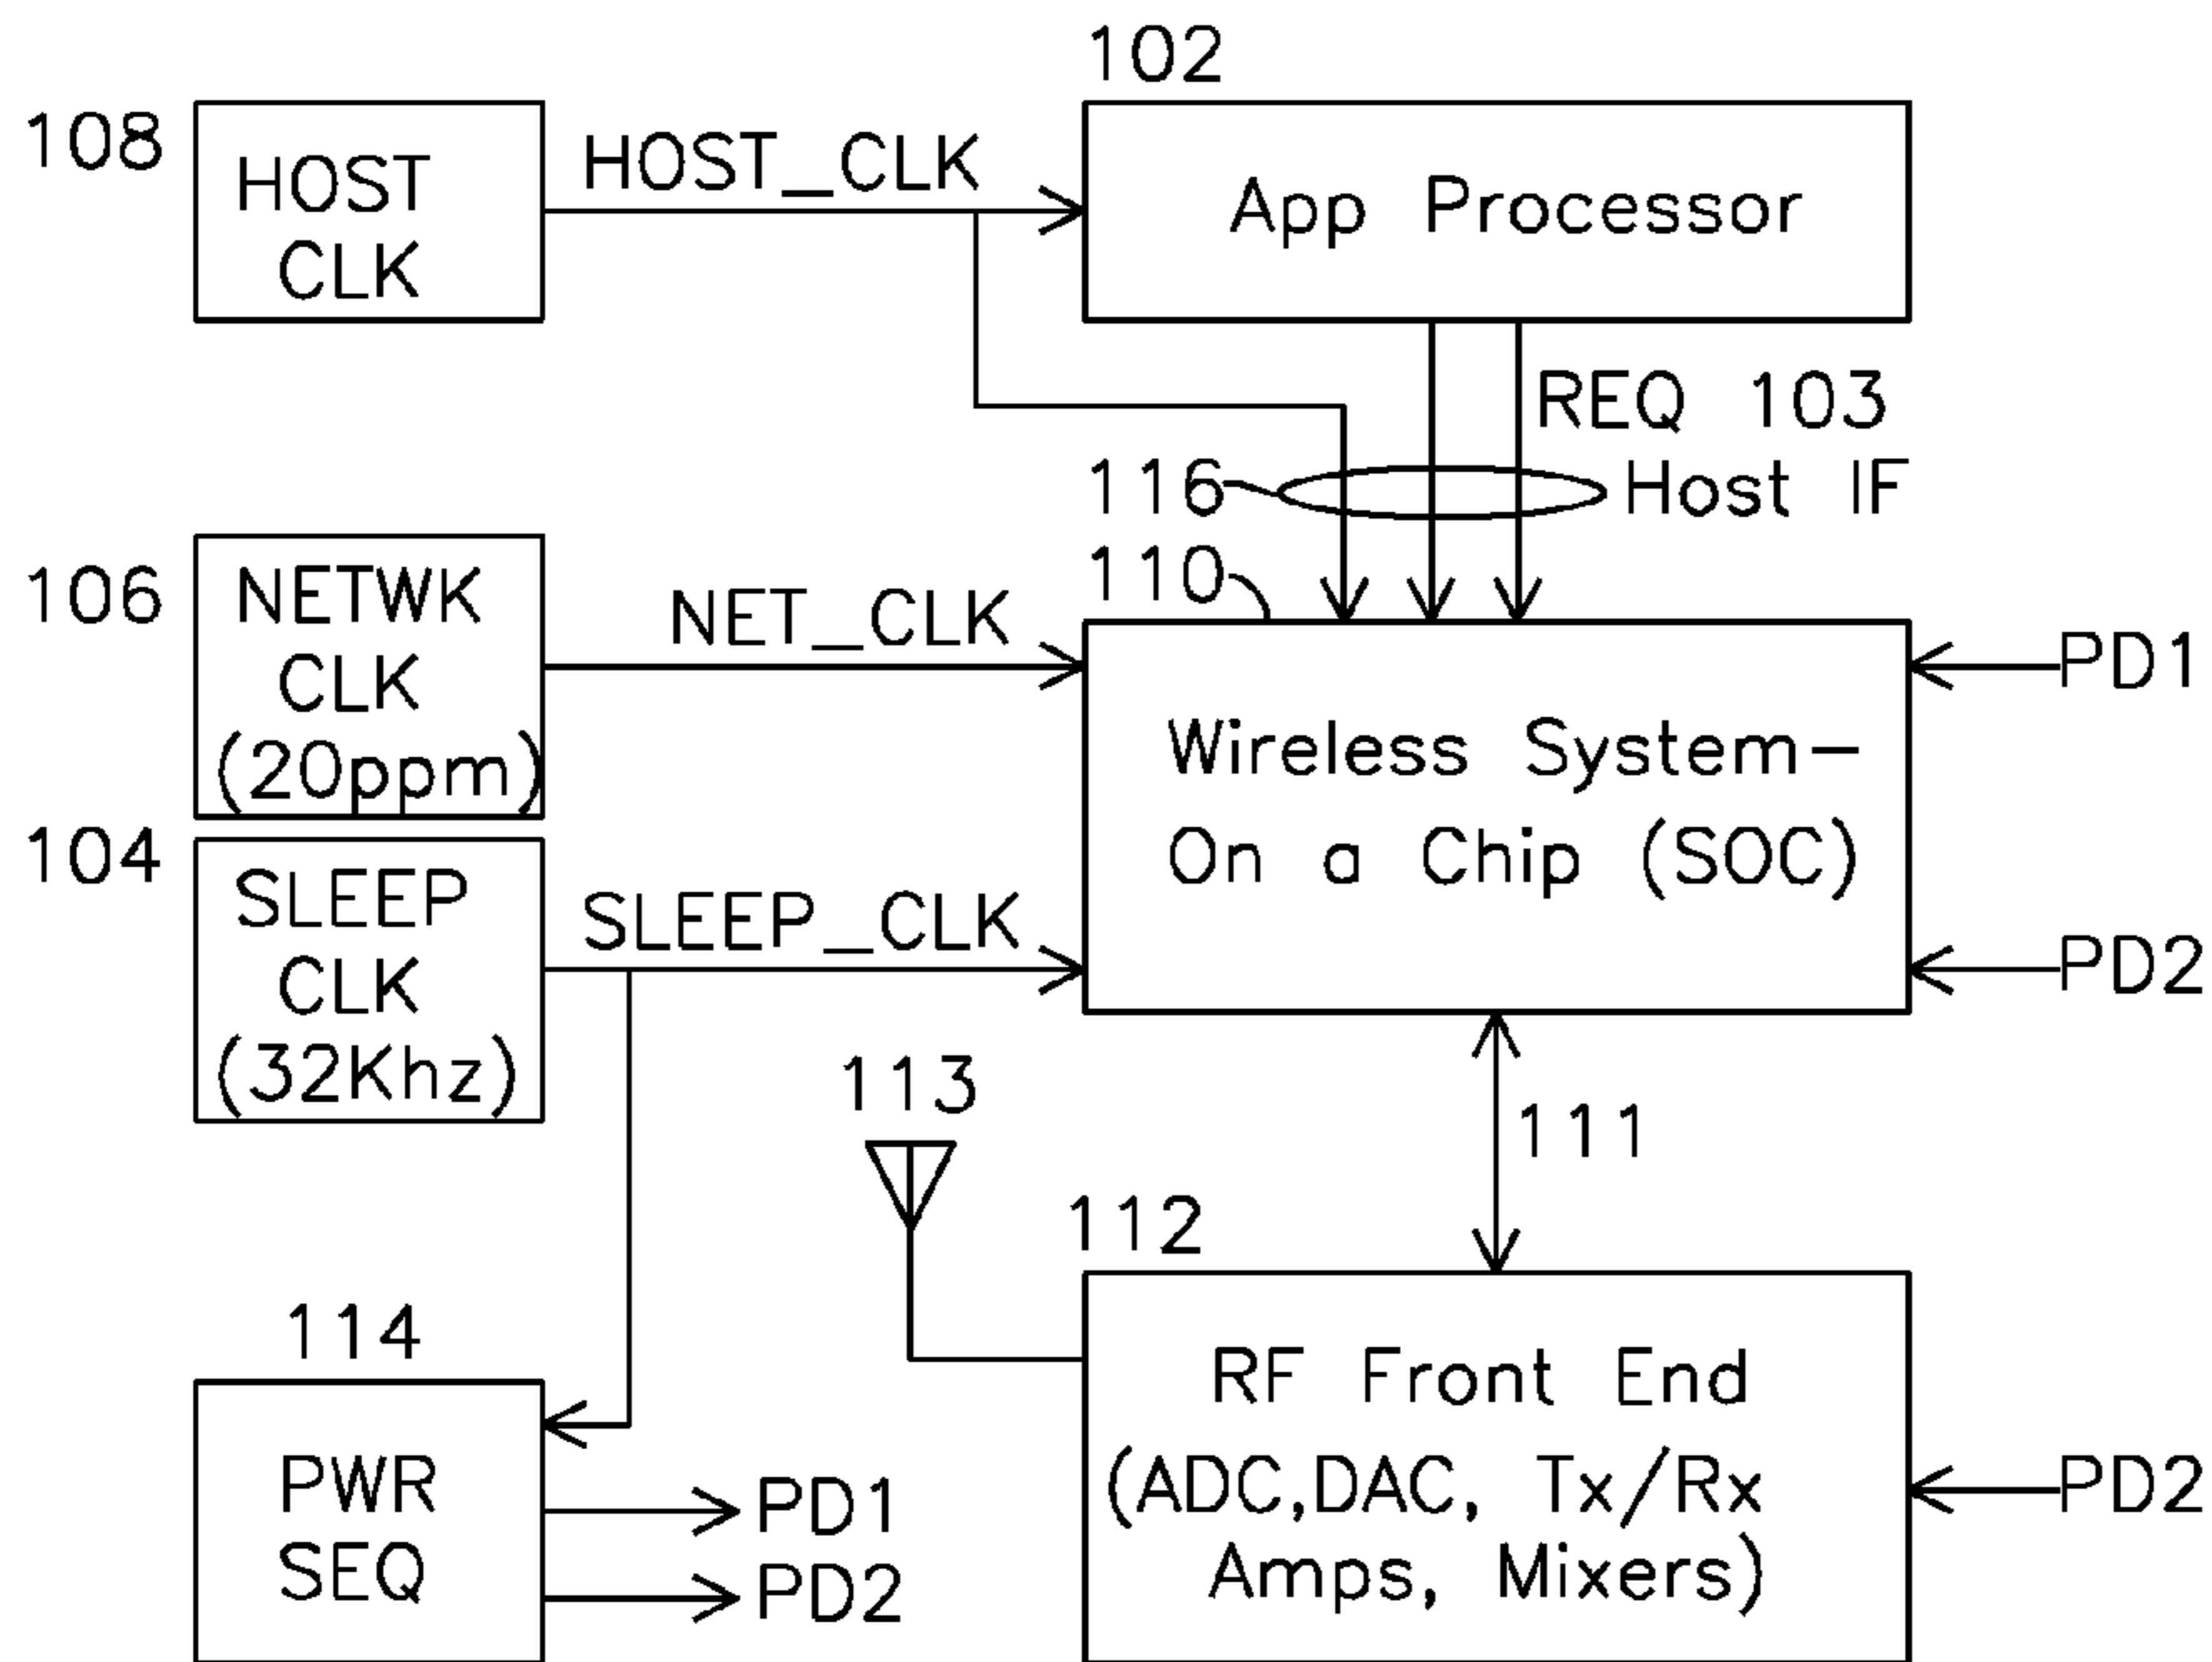 102
108
HOST
CLK
HOST_CLK
App Processor
REQ 103
116
Host IF
110
106
NETWK
CLK
(20ppm)
NET_CLK
PD1
Wireless System-
On a Chip (SOC)
104
SLEEP
CLK
(32Khz)
SLEEP_CLK
PD2
113
111
112
114
PWR
SEQ
PD1
PD2
RF Front End
(ADC,DAC, Tx/Rx
Amps, Mixers)
PD2